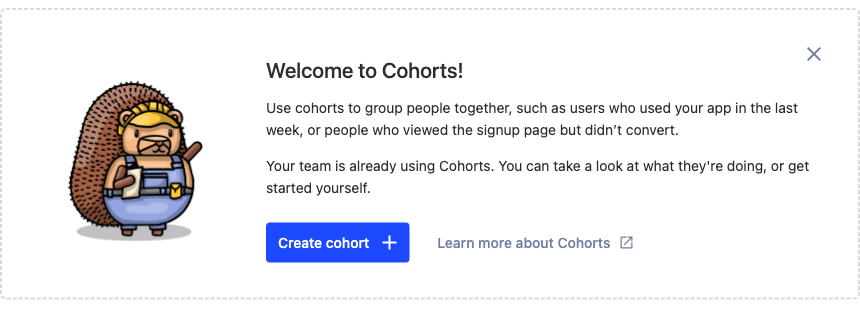 Welcome to Cohorts!
Use cohorts to group people together, such as users who used your app in the last
week, or people who viewed the signup page but didn’t convert.
Your team is already using Cohorts. You can take a look at what they're doing, or get
started yourself.
Create cohort
Learn more about Cohorts